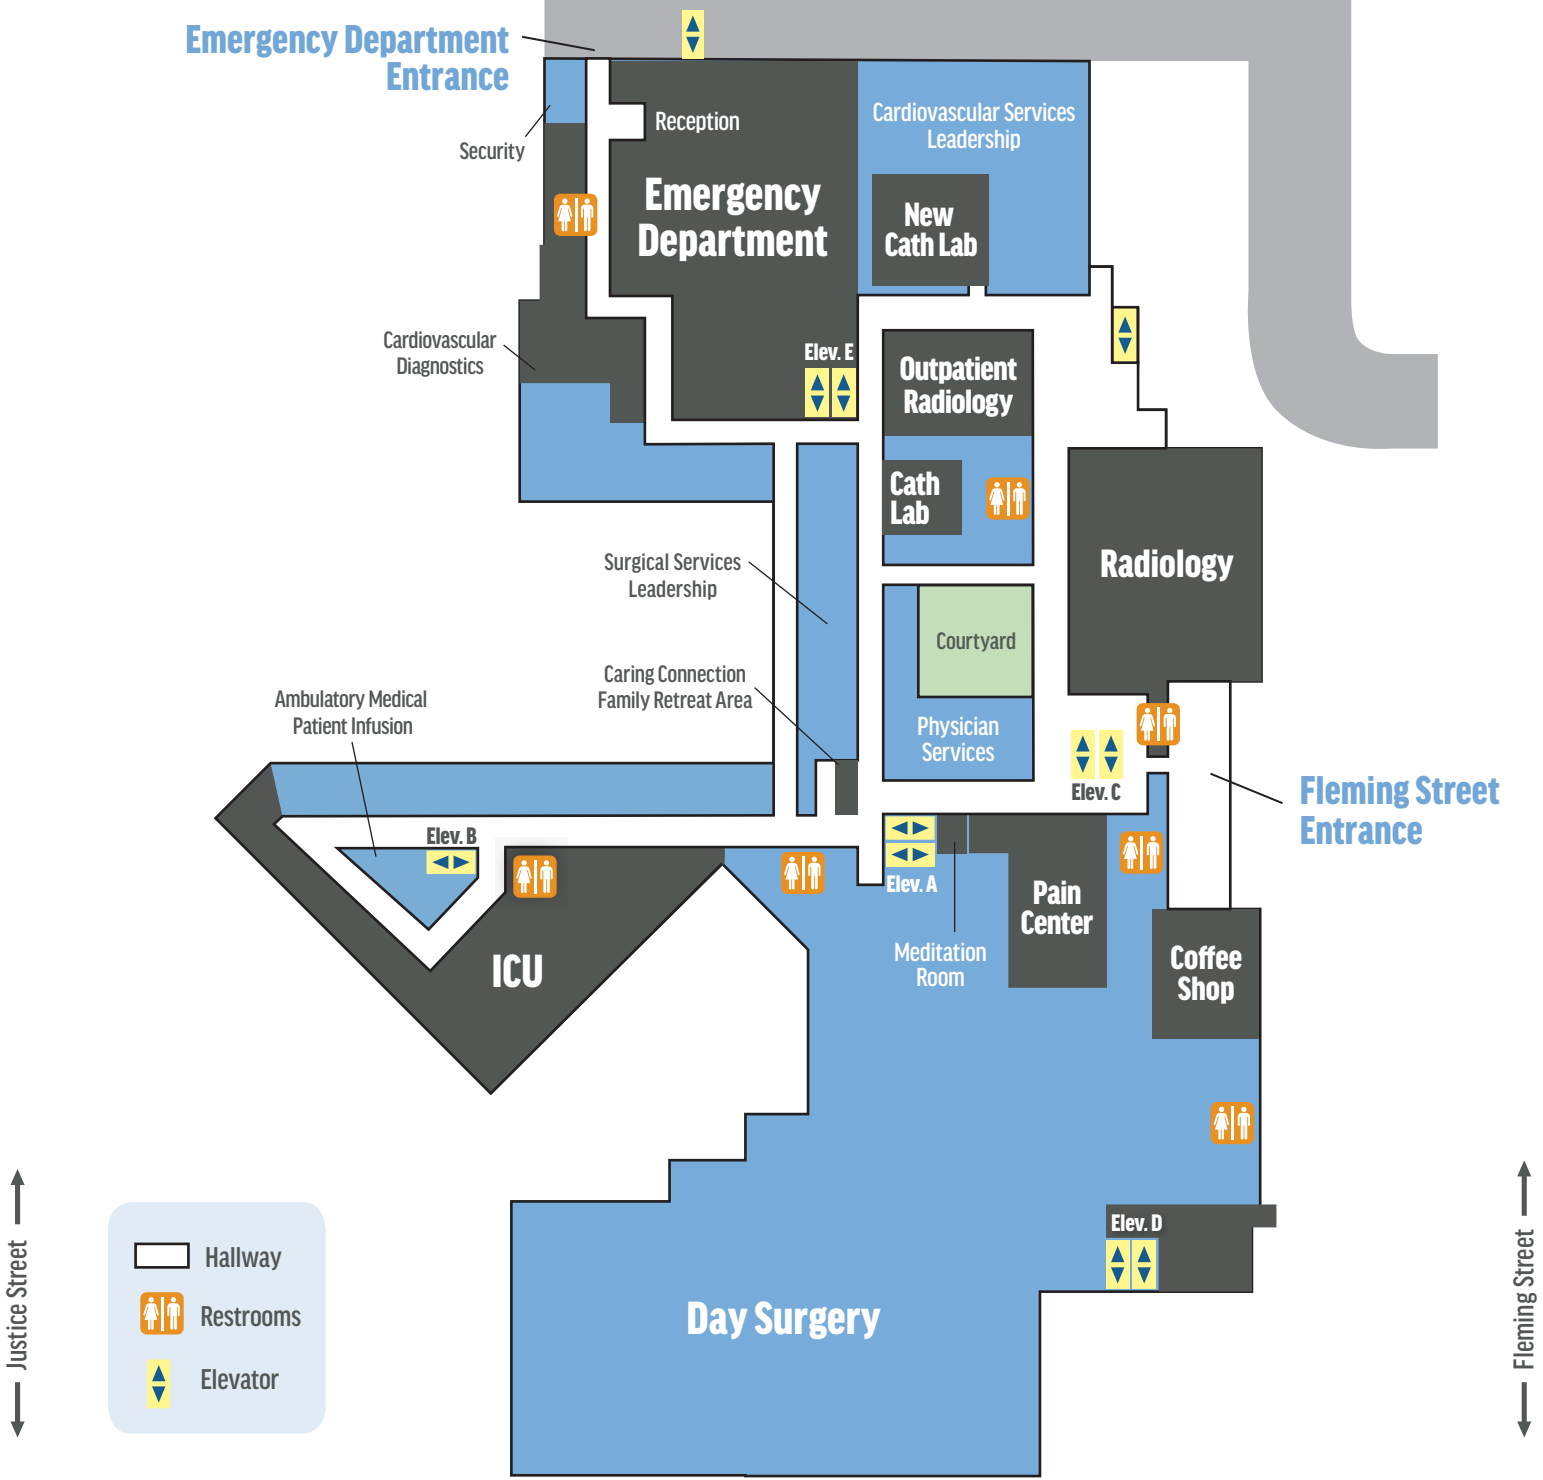 Emergency Department
Entrance
Security
Reception
Emergency
Department
Cardiovascular Services
Leadership
New
Cath Lab
Cardiovascular
Diagnostics
Elev. E
Outpatient
Radiology
Cath
Lab
Radiology
Surgical Services
Leadership
Courtyard
Caring Connection
Family Retreat Area
Ambulatory Medical
Patient Infusion
Physician
Services
Elev. C
Fleming Street
Entrance
Elev. B
Elev. A
Pain
Center
Meditation
Room
ICU
Coffee
Shop
Elev. D
Day Surgery
Hallway
Restrooms
Elevator
Justice Street
Fleming Street